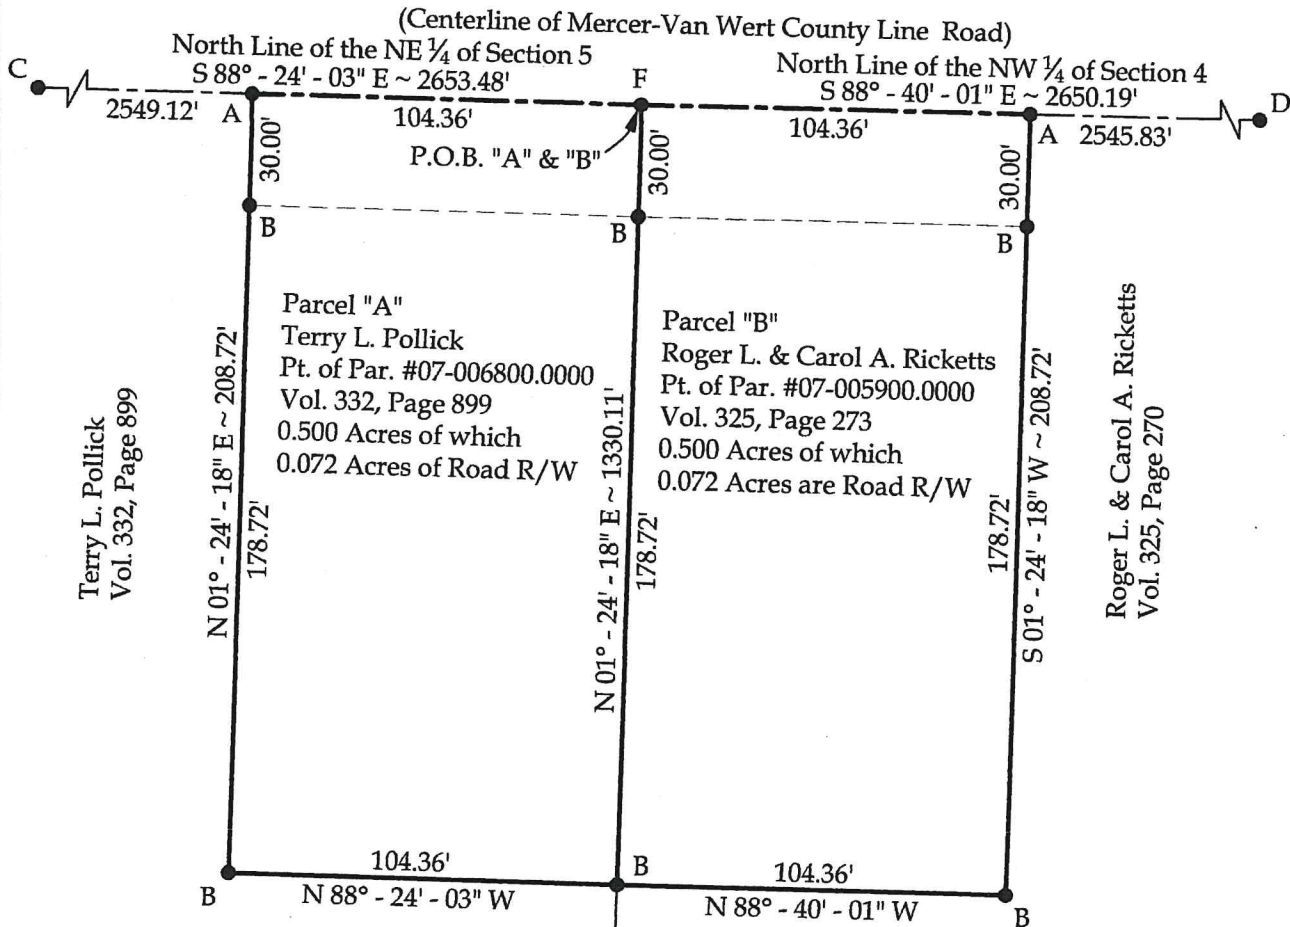 (Centerline of Mercer-Van Wert County Line Road)
North Line of the NE ¼ of Section 5
S 88° - 24' - 03" E ~ 2653.48'
North Line of the NW ¼ of Section 4
S 88° - 40' - 01" E ~ 2650.19'
C
F
D
2549.12'
A
104.36'
104.36'
A
2545.83'
P.O.B. "A" & "B"
30.00'
30.00'
30.00'
B
B
B
Parcel "A"
Terry L. Pollick
Pt. of Par. #07-006800.0000
Vol. 332, Page 899
0.500 Acres of which
0.072 Acres of Road R/W
Parcel "B"
Roger L. & Carol A. Ricketts
Pt. of Par. #07-005900.0000
Vol. 325, Page 273
0.500 Acres of which
0.072 Acres are Road R/W
Terry L. Pollick
Vol. 332, Page 899
N 01° - 24' - 18" E ~ 208.72'
178.72'
N 01° - 24' - 18" E ~ 1330.11'
178.72'
178.72'
S 01° - 24' - 18" W ~ 208.72'
Roger L. & Carol A. Ricketts
Vol. 325, Page 270
B
104.36'
N 88° - 24' - 03" W
B
104.36'
N 88° - 40' - 01" W
B